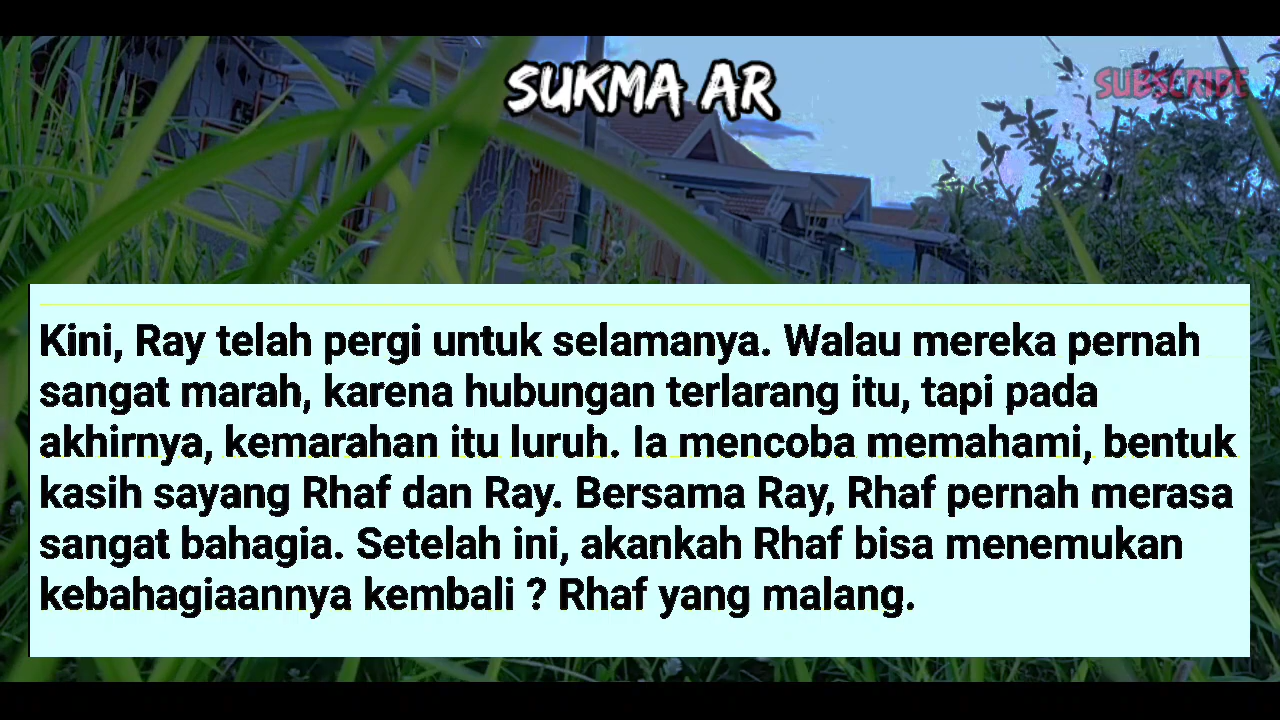 SUKMA AR
SUBSCRIBE
Kini, Ray telah pergi untuk selamanya. Walau mereka pernah
sangat marah, karena hubungan terlarang itu, tapi pada
akhirnya, kemarahan itu luruh. Ia mencoba memahami, bentuk
kasih sayang Rhaf dan Ray. Bersama Ray, Rhaf pernah merasa
sangat bahagia. Setelah ini, akankah Rhaf bisa menemukan
kebahagiaannya kembali ? Rhaf yang malang.